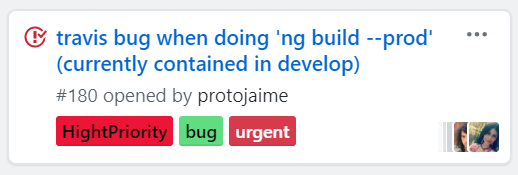 travis bug when doing 'ng build --prod'
(currently contained in develop)
#180 opened by protojaime
HightPriority bug urgent